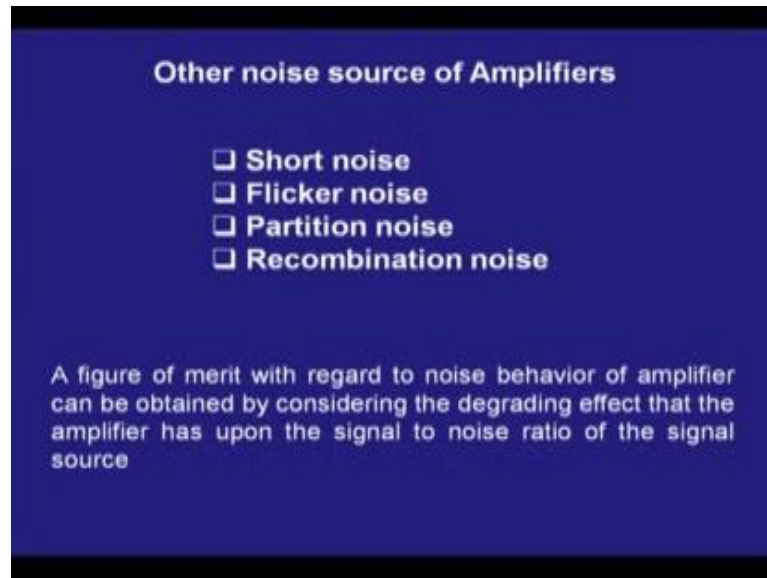 Other noise source of Amplifiers
❑ Short noise
❑ Flicker noise
❑ Partition noise
❑ Recombination noise
A figure of merit with regard to noise behavior of amplifier
can be obtained by considering the degrading effect that the
amplifier has upon the signal to noise ratio of the signal
source